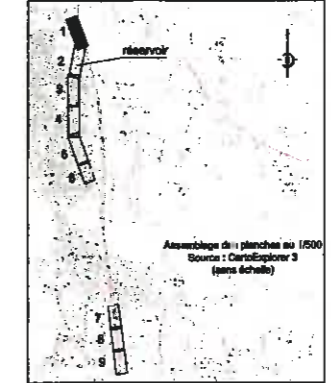 1
réservoir
2
3
4
5
6
Assemblage des planches au 1/500
Source : CartoExplorer 3
(sans échelle)
7
8
9